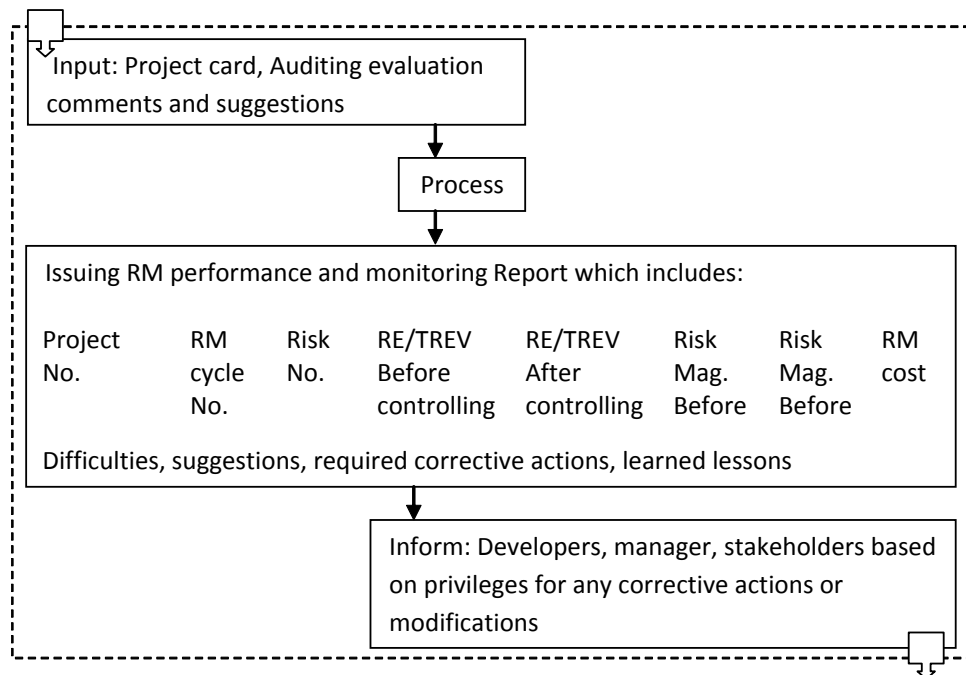 Input: Project card, Auditing evaluation
comments and suggestions
Process
Issuing RM performance and monitoring Report which includes:
Project RM Risk RE/TREV RE/TREV Risk Risk RM
No. cycle No. Before After Mag. Mag. cost
No. controlling controlling Before Before
Difficulties, suggestions, required corrective actions, learned lessons
Inform: Developers, manager, stakeholders based
on privileges for any corrective actions or
modifications